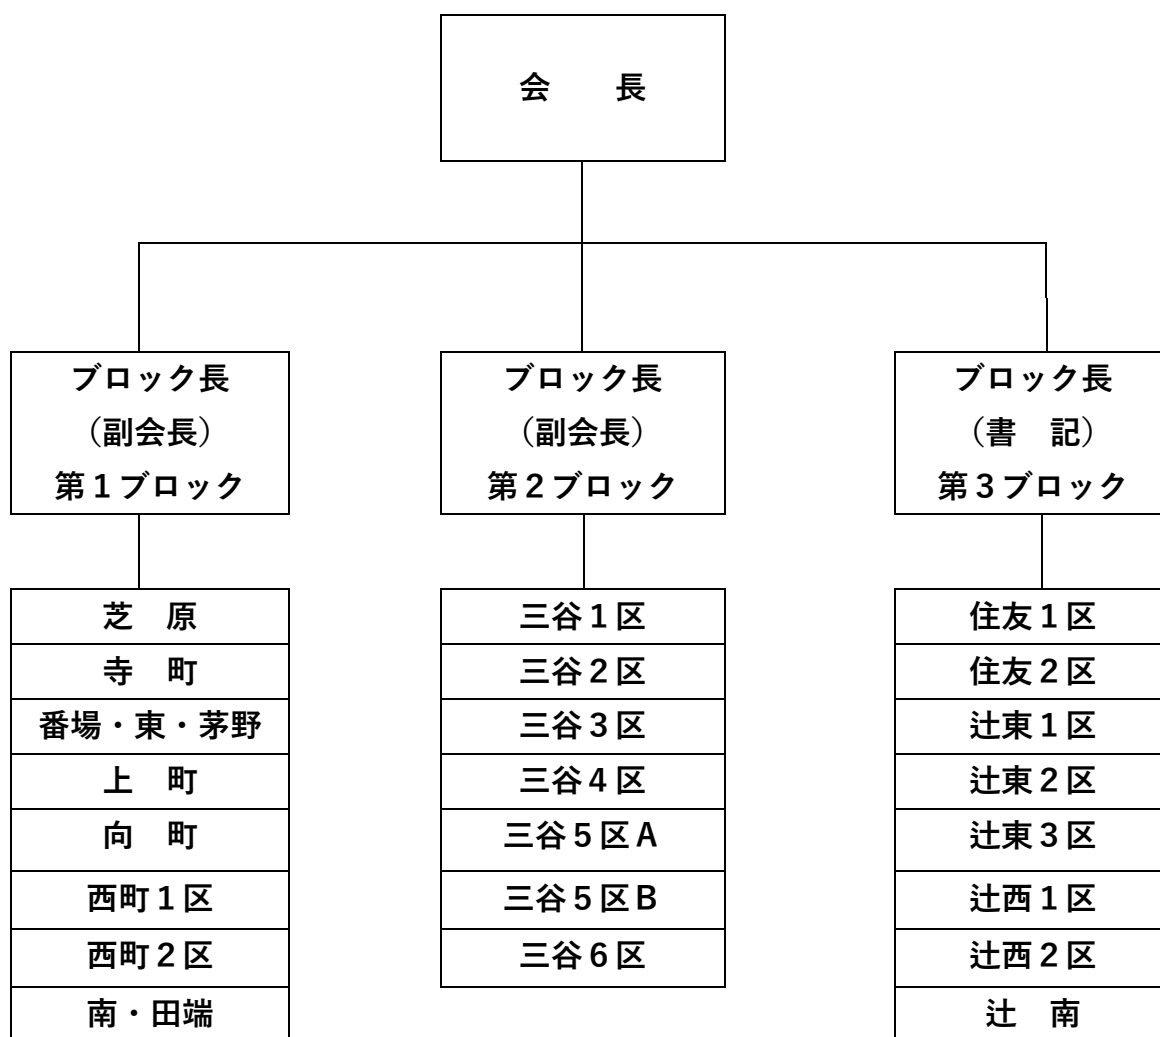 会　　長
ブロック長
（副会長）
第１ブロック
ブロック長
（副会長）
第２ブロック
ブロック長
（書　記）
第３ブロック
芝　原
寺　町
番場・東・茅野
上　町
向　町
西町１区
西町２区
南・田端
三谷１区
三谷２区
三谷３区
三谷４区
三谷５区Ａ
三谷５区Ｂ
三谷６区
住友１区
住友２区
辻東１区
辻東２区
辻東３区
辻西１区
辻西２区
辻　南